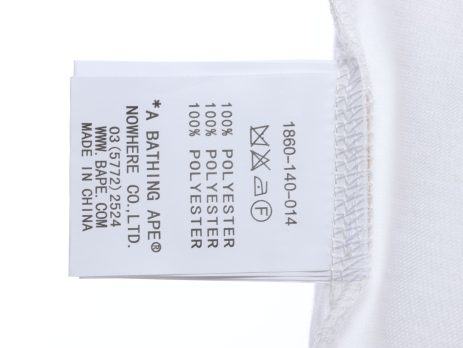 1860-140-014
F
100% POLYESTER
100% POLYESTER
100% POLYESTER
*A BATHING APE®
NOWHERE CO.,LTD.
03(5772)2524
WWW.BAPE.COM
MADE IN CHINA